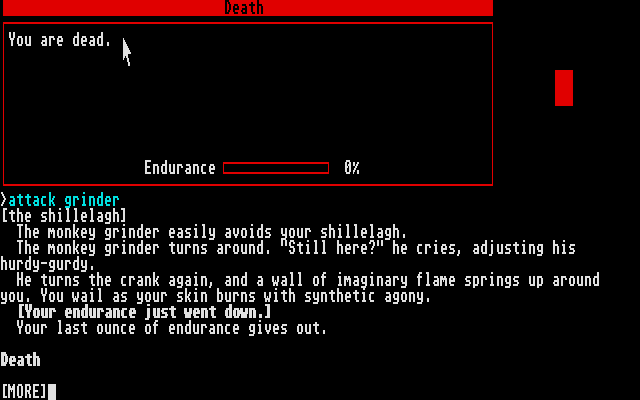 Death
You are dead.
Endurance 0%
>attack grinder
[the shillelagh]
The monkey grinder easily avoids your shillelagh.
The monkey grinder turns around. "Still here?" he cries, adjusting his
hurdy-gurdy.
He turns the crank again, and a wall of imaginary flame springs up around
you. You wail as your skin burns with synthetic agony.
[Your endurance just went down.]
Your last ounce of endurance gives out.
Death
[MORE]